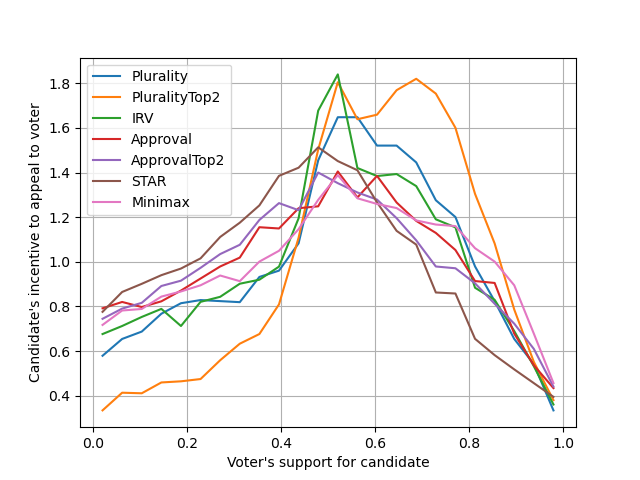 Plurality
PluralityTop2
IRV
Approval
ApprovalTop2
STAR
Minimax
1.8
1.6
1.4
1.2
1.0
0.8
0.6
0.4
Candidate's incentive to appeal to voter
0.0 0.2 0.4 0.6 0.8 1.0
Voter's support for candidate